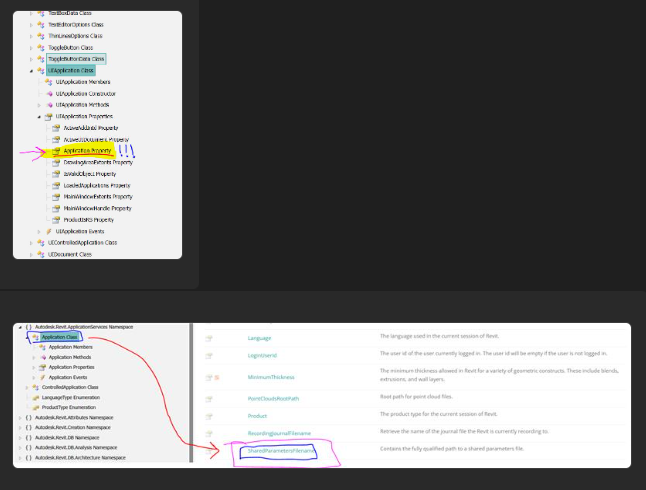 TextBoxData Class
TextEditorOptions Class
ThinLinesOptions Class
ToggleButton Class
ToggleButtonData Class
UIApplication Class
UIApplication Members
UIApplication Constructor
UIApplication Methods
UIApplication Properties
ActiveAddInId Property
ActiveUIDocument Property
Application Property !!!
DrawingAreaExtents Property
IsValidObject Property
LoadedApplications Property
MainWindowExtents Property
MainWindowHandle Property
UIApplication Events
UIControlledApplication Class
UIDocument Class
{ } Autodesk.Revit.ApplicationServices Namespace
Application Class
Application Members
Application Methods
Application Properties
Application Events
ControlledApplication Class
LanguageType Enumeration
ProductType Enumeration
{ } Autodesk.Revit.Attributes Namespace
{ } Autodesk.Revit.Creation Namespace
{ } Autodesk.Revit.DB Namespace
{ } Autodesk.Revit.DB.Analysis Namespace
{ } Autodesk.Revit.DB.Architecture Namespace
Language The language used in the current session of Revit.
LoginUserId The user id of the user currently logged in. The user id will be empty if the user is not logged in.
MinimumThickness The minimum thickness allowed in Revit for a variety of geometric constructs. These include blends,
extrusions, and wall layers.
PointCloudsRootPath Root path for point cloud files.
Product The product type for the current session of Revit.
RecordingJournalFilename Retrieve the name of the journal file the Revit is currently recording to.
SharedParametersFilename Contains the fully qualified path to a shared parameters file.